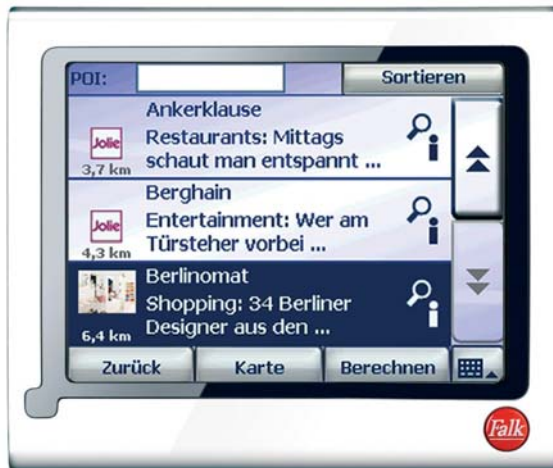 POI:
Sortieren
Ankerklause
Jolie
Restaurants: Mittags
schaut man entspannt ...
3,7 km
Berghain
Jolie
Entertainment: Wer am
Türsteher vorbei ...
4,3 km
Berlinomat
Shopping: 34 Berliner
Designer aus den ...
6,4 km
Zurück
Karte
Berechnen
Falk